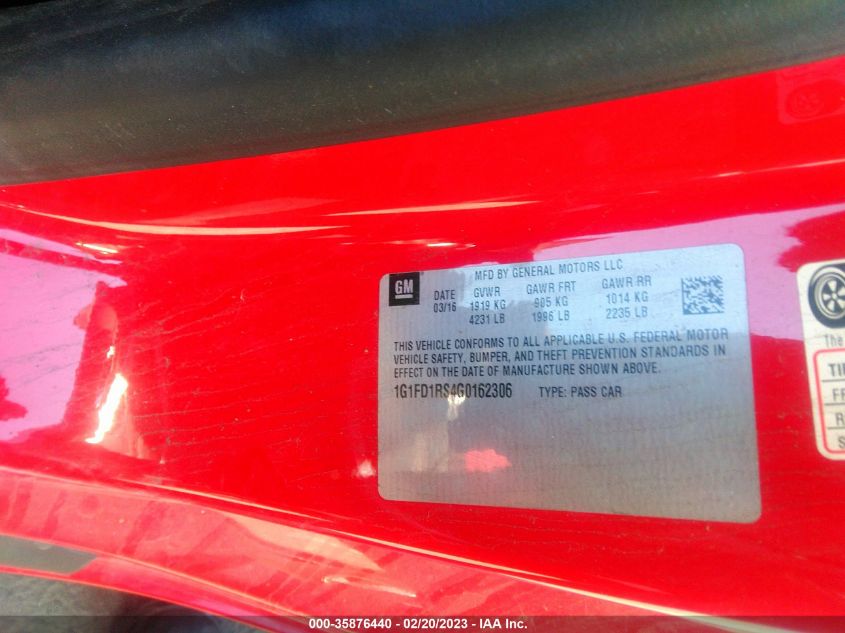 MFD BY GENERAL MOTORS LLC
GM DATE GVWR GAWR FRT GAWR RR
03/16 1919 KG 905 KG 1014 KG
4231 LB 1996 LB 2235 LB
THIS VEHICLE CONFORMS TO ALL APPLICABLE U.S. FEDERAL MOTOR
VEHICLE SAFETY, BUMPER, AND THEFT PREVENTION STANDARDS IN
EFFECT ON THE DATE OF MANUFACTURE SHOWN ABOVE.
1G1FD1RS4G0162306 TYPE: PASS CAR
The
TI
FR
R
S
000-35876440 - 02/20/2023 - IAA Inc.